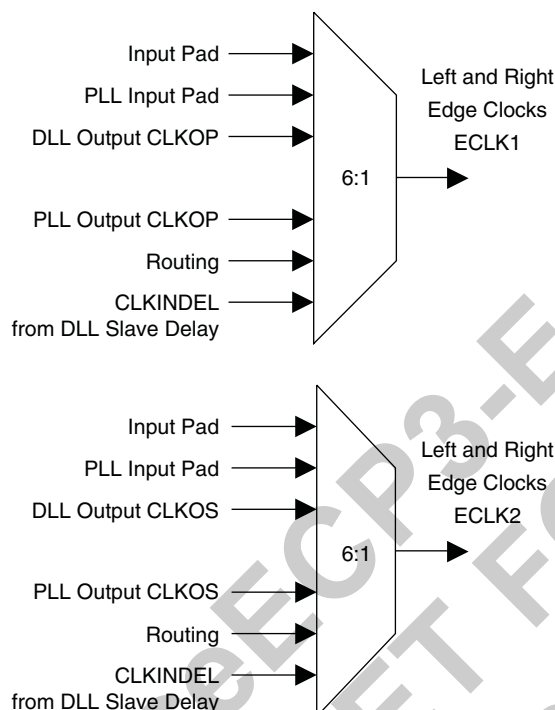 Input Pad
PLL Input Pad
DLL Output CLKOP
PLL Output CLKOP
Routing
CLKINDEL
from DLL Slave Delay
6:1
Left and Right
Edge Clocks
ECLK1
Input Pad
PLL Input Pad
DLL Output CLKOS
PLL Output CLKOS
Routing
CLKINDEL
from DLL Slave Delay
6:1
Left and Right
Edge Clocks
ECLK2